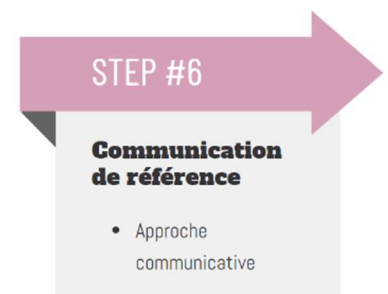 STEP #6
Communication
de référence
• Approche
communicative